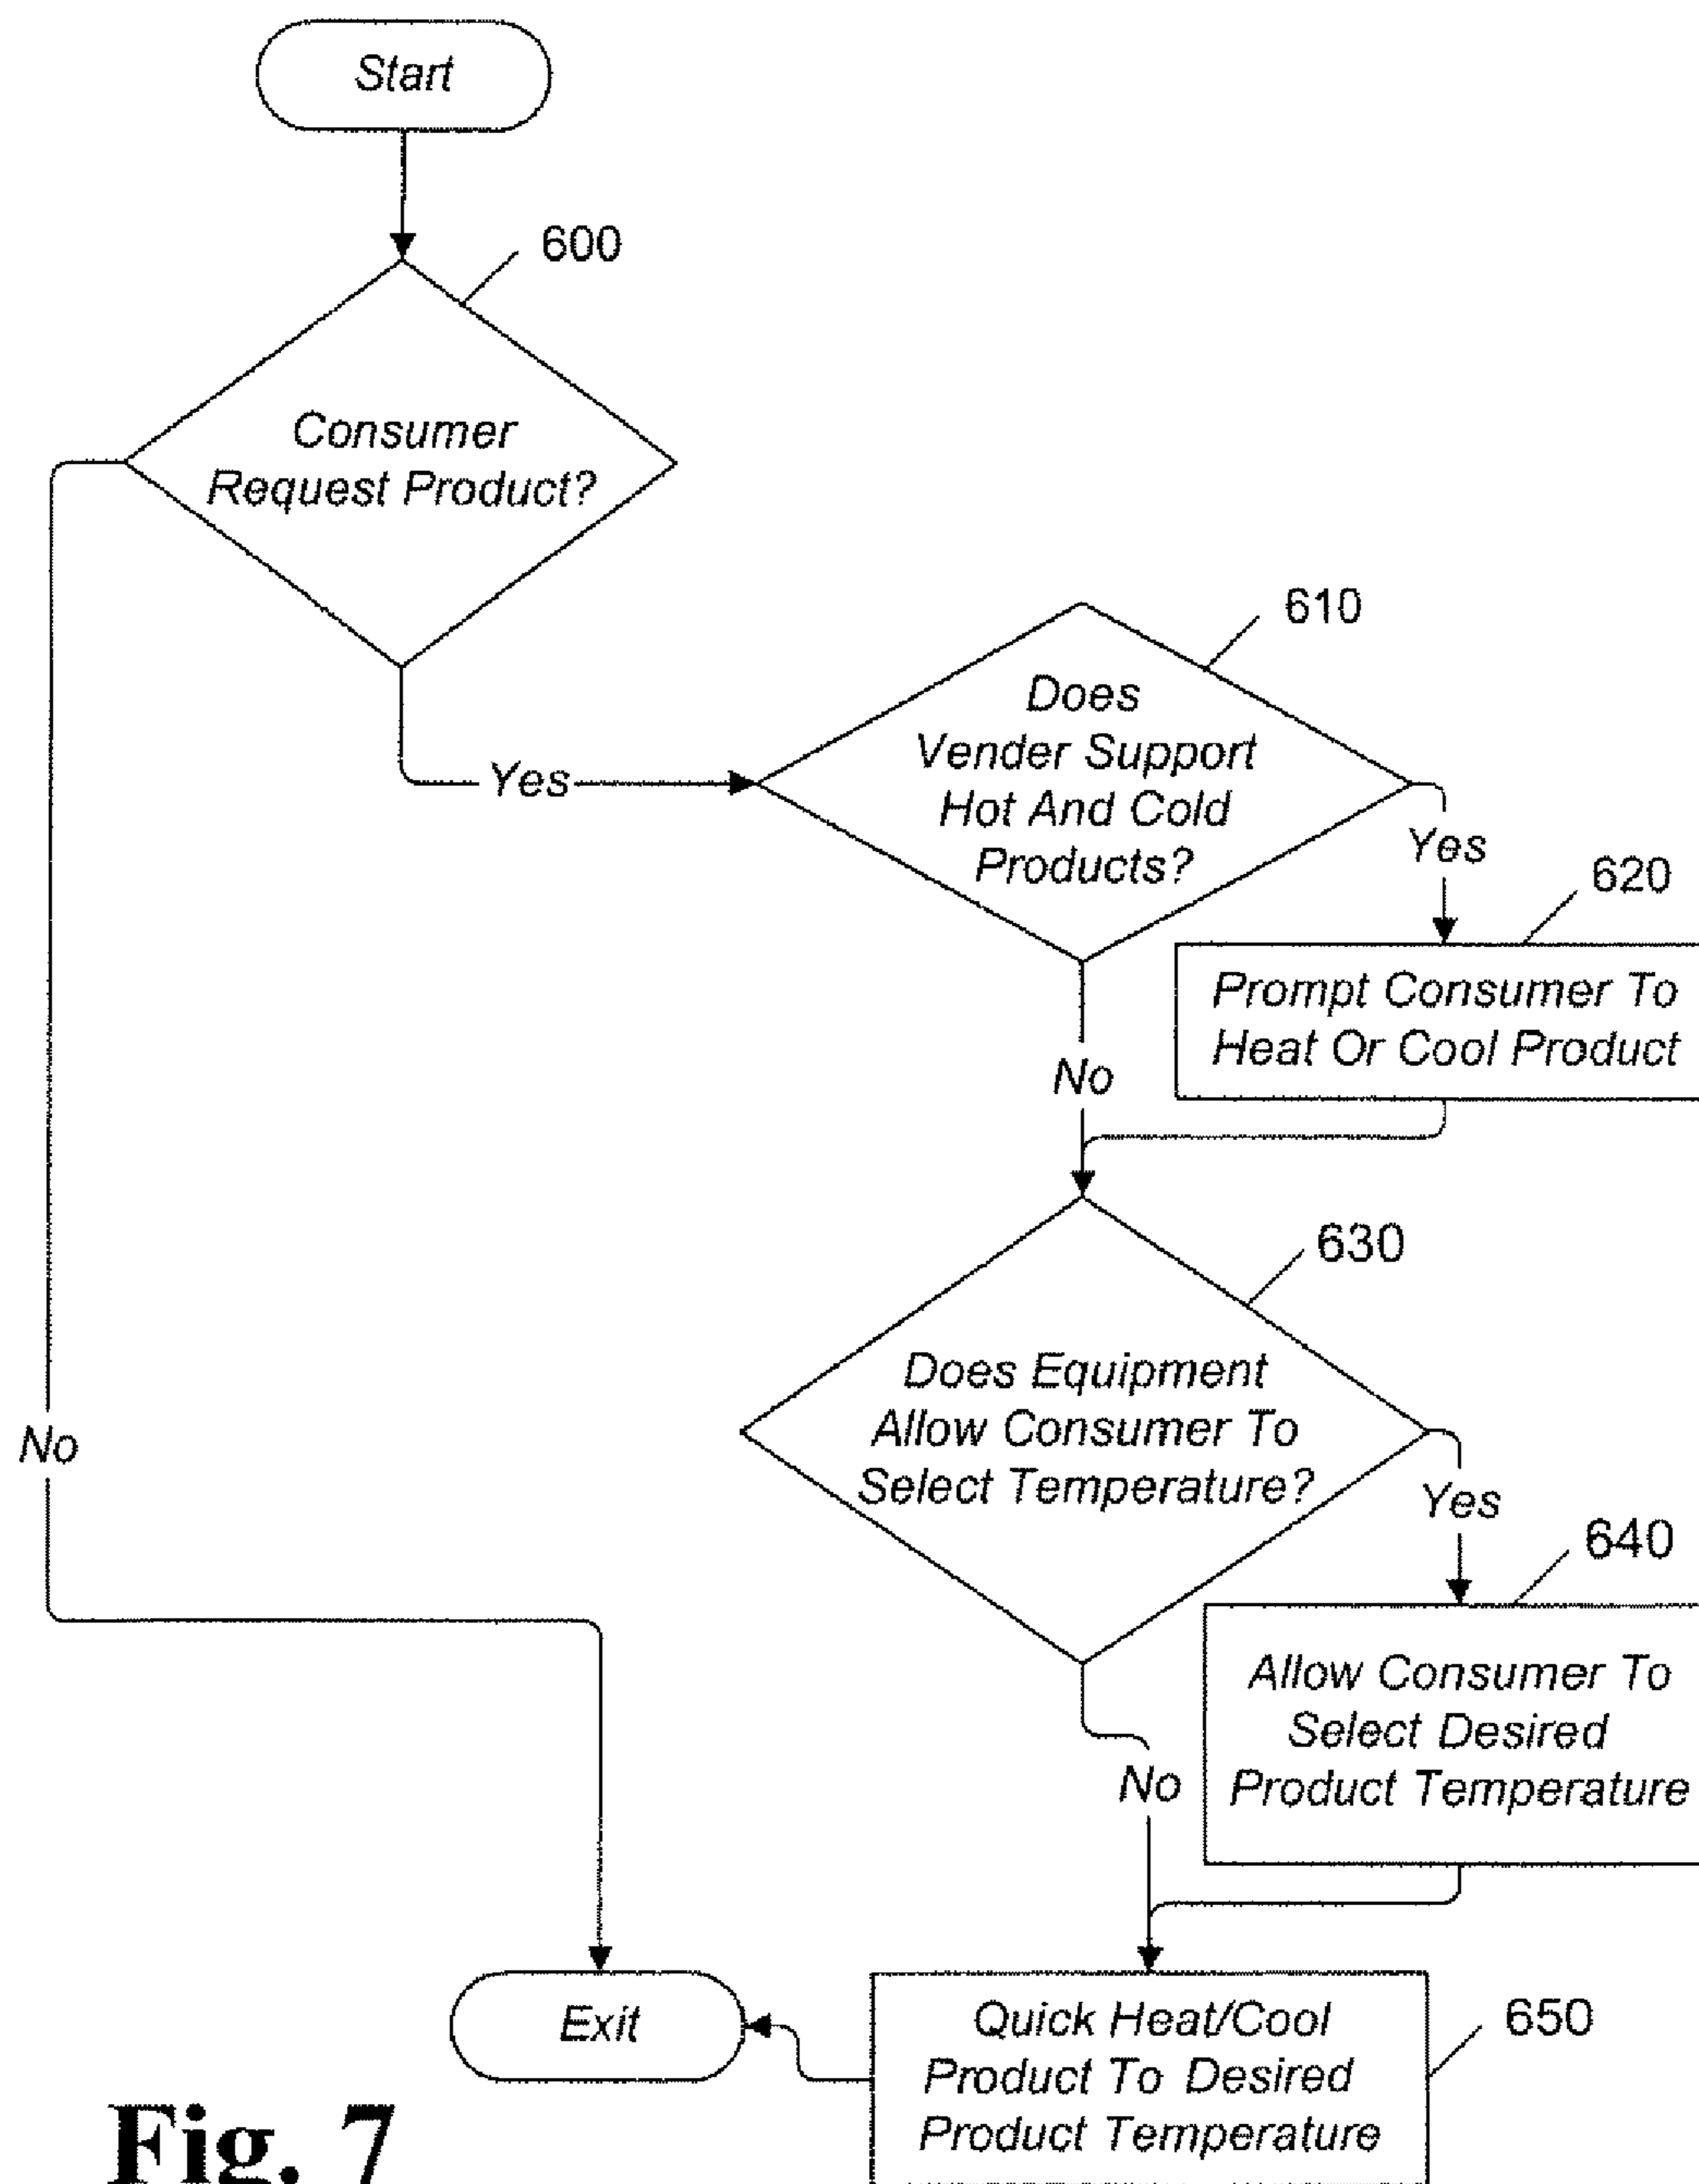 Start
600
Consumer
Request Product?
610
Does
Vender Support
Hot And Cold
Products?
Yes
Yes
620
Prompt Consumer To
Heat Or Cool Product
No
630
Does Equipment
Allow Consumer To
Select Temperature?
No
Yes
640
Allow Consumer To
Select Desired
Product Temperature
No
Exit
Quick Heat/Cool
Product To Desired
Product Temperature
650
Fig. 7